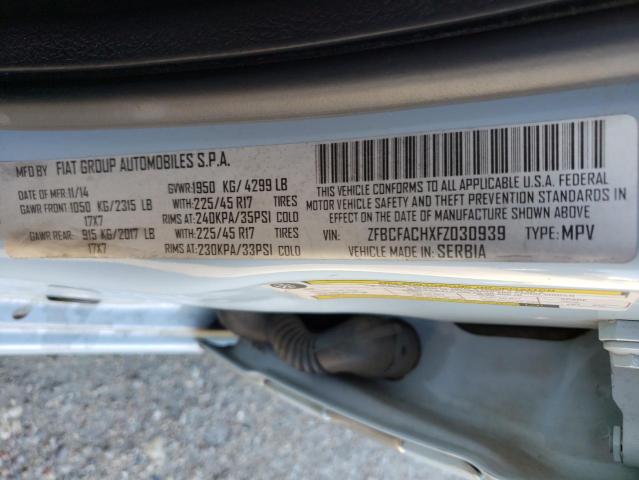 MFD BY FIAT GROUP AUTOMOBILES S.P.A.
DATE OF MFR: 11/14 GVWR: 1950 KG/ 4299 LB
GAWR FRONT: 1050 KG/2315 LB WITH: 225/45 R17 TIRES
17X7 RIMS AT: 240KPA/35PSI COLD
GAWR REAR: 915 KG/2017 LB WITH: 225/45 R17 TIRES
17X7 RIMS AT: 230KPA/33PSI COLD
THIS VEHICLE CONFORMS TO ALL APPLICABLE U.S.A. FEDERAL
MOTOR VEHICLE SAFETY AND THEFT PREVENTION STANDARDS IN
EFFECT ON THE DATE OF MANUFACTURE SHOWN ABOVE.
VIN: ZFBCFACHXFZ030939 TYPE: MPV
VEHICLE MADE IN: SERBIA